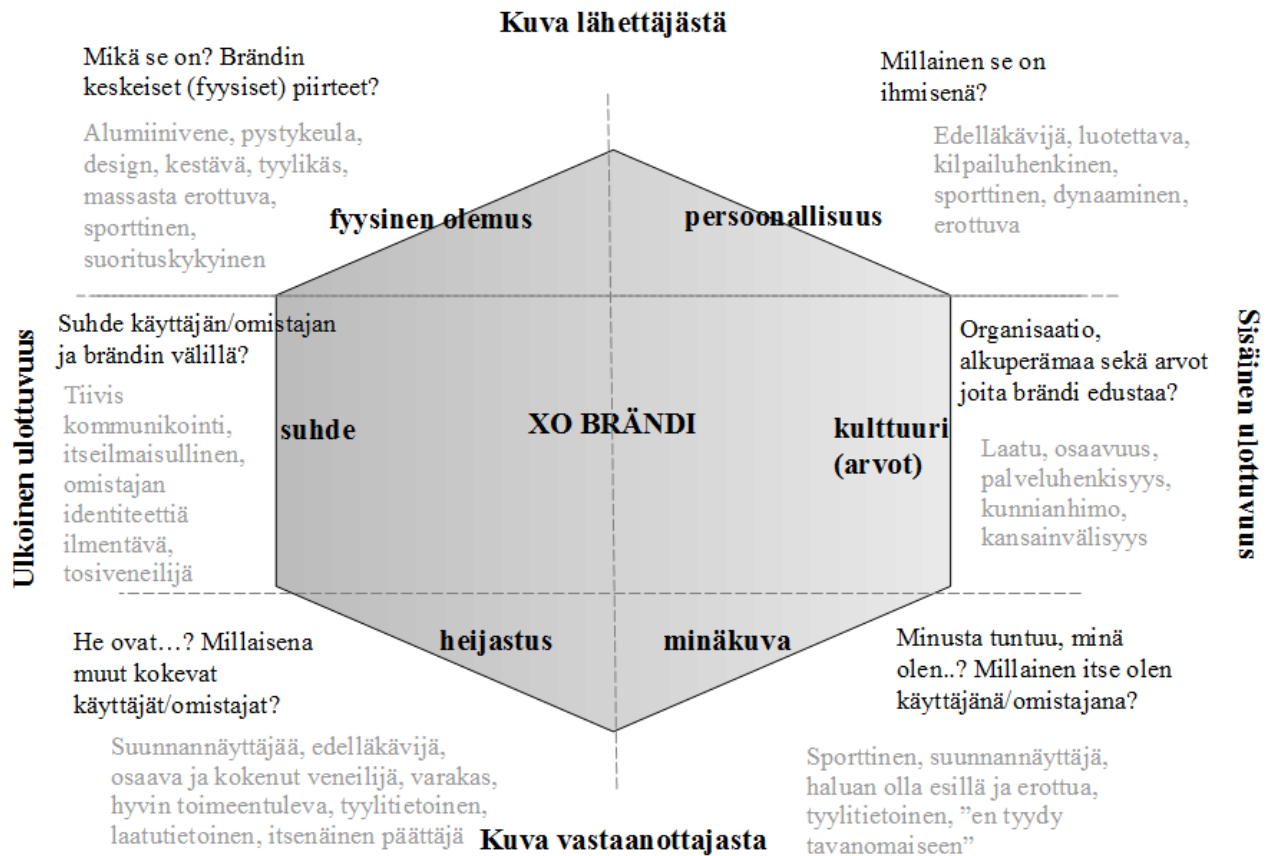 Kuva lähettäjästä
Mikä se on? Brändin
keskeiset (fyysiset) piirteet?
Alumiinivene, pystykeula,
design, kestävä, tyylikäs,
massasta erottuva,
sporttinen,
suorituskykyinen
Millainen se on
ihmisenä?
Edelläkävijä, luotettava,
kilpailuhenkinen,
sporttinen, dynaaminen,
erottuva
fyysinen olemus
persoonallisuus
Ulkoinen ulottuvuus
Suhde käyttäjän/omistajan
ja brändin välillä?
Tiivis
kommunikointi,
itseilmaisullinen,
omistajan
identiteettiä
ilmentävä,
tosiveneilijä
suhde
XO BRÄNDI
kulttuuri
(arvot)
Organisaatio,
alkuperämaa sekä arvot
joita brändi edustaa?
Laatu, osaavuus,
palveluhenkisyys,
kunnianhimo,
kansainvälisyys
Sisäinen ulottuvuus
heijastus
minäkuva
He ovat…? Millaisena
muut kokevat
käyttäjät/omistajat?
Suunnannäyttäjää, edelläkävijä,
osaava ja kokenut veneilijä, varakas,
hyvin toimeentuleva, tyylitietoinen,
laatutietoinen, itsenäinen päättäjä
Minusta tuntuu, minä
olen..? Millainen itse olen
käyttäjänä/omistajana?
Sporttinen, suunnannäyttäjä,
haluan olla esillä ja erottua,
tyylitietoinen, ”en tyydy
tavanomaiseen”
Kuva vastaanottajasta